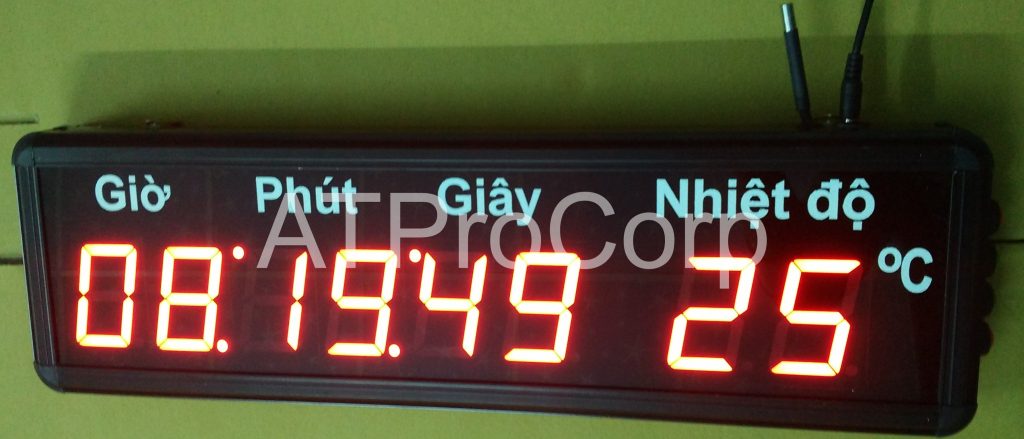 Giờ Phút Giây Nhiệt độ
ATProCorp
08:19:49 25 °C